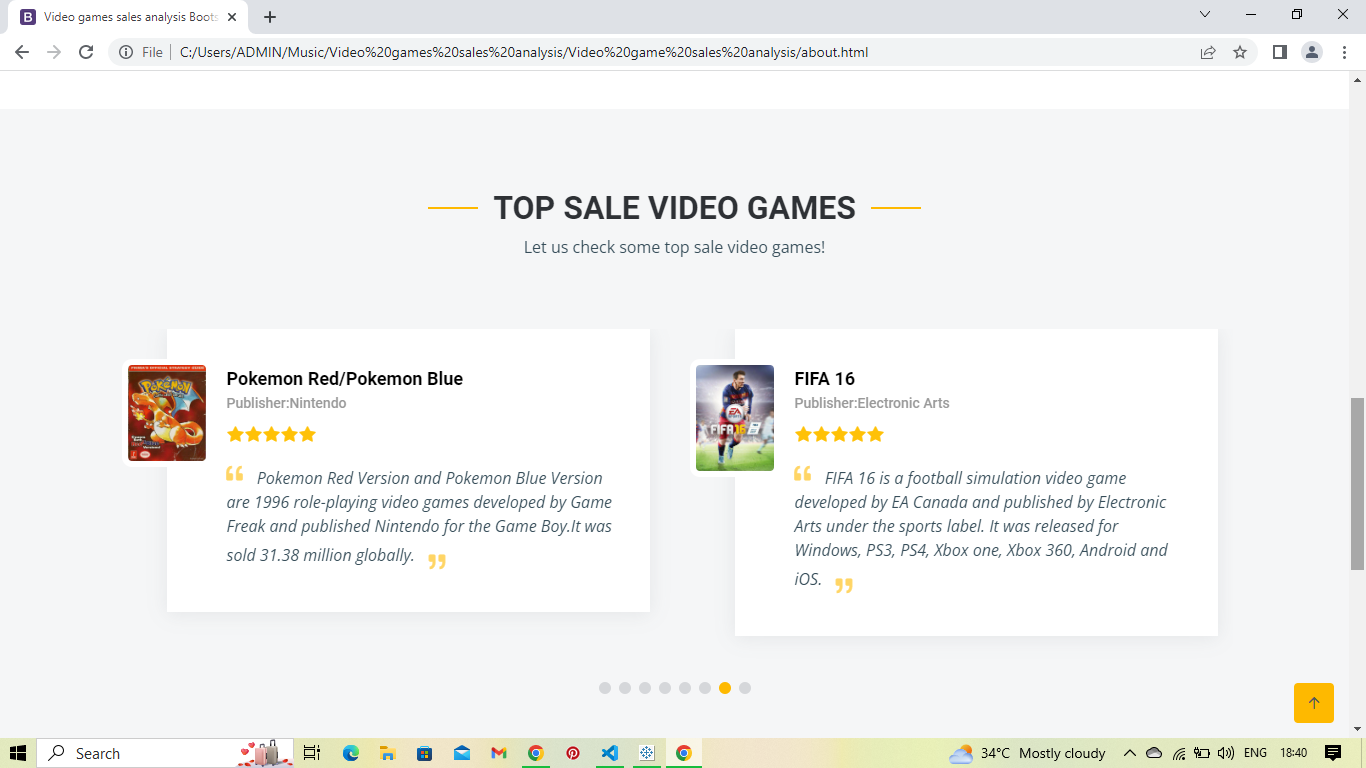 Video games sales analysis Boots
File
C:/Users/ADMIN/Music/Video%20games%20sales%20analysis/Video%20game%20sales%20analysis/about.html
TOP SALE VIDEO GAMES
Let us check some top sale video games!
POKéMON
Pokemon Red/Pokemon Blue
Publisher:Nintendo
“ Pokemon Red Version and Pokemon Blue Version
are 1996 role-playing video games developed by Game
Freak and published Nintendo for the Game Boy.It was
sold 31.38 million globally. ”
EA
SPORTS
FIFA 16
FIFA 16
Publisher:Electronic Arts
“ FIFA 16 is a football simulation video game
developed by EA Canada and published by Electronic
Arts under the sports label. It was released for
Windows, PS3, PS4, Xbox one, Xbox 360, Android and
iOS. ”
Search
34°C Mostly cloudy
ENG
18:40